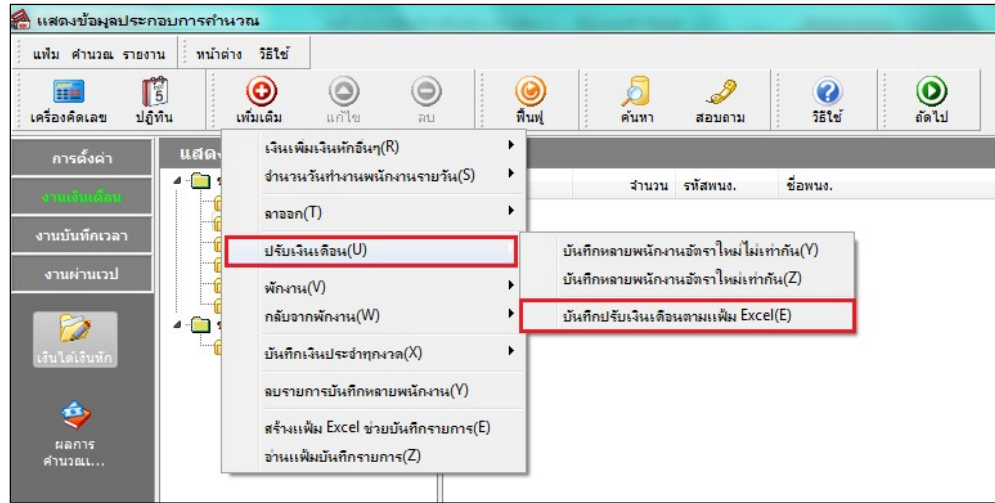 แสดงข้อมูลประกอบการคำนวณ
แฟ้ม คำนวณ รายงาน หน้าต่าง วิธีใช้
เครื่องคิดเลข ปฏิทิน เพิ่มเติม แก้ไข ลบ ฟื้นฟู ค้นหา สอบถาม วิธีใช้ ถัดไป
การตั้งค่า
งานเงินเดือน
งานบันทึกเวลา
งานผ่านเวป
เงินได้เงินหัก
ผลการ
คำนวณแ...
จำนวน รหัสพนง. ชื่อพนง.
เงินเพิ่มเงินหักอื่นๆ(R)
จำนวนวันทำงานพนักงานรายวัน(S)
ลาออก(T)
ปรับเงินเดือน(U)
พักงาน(V)
กลับจากพักงาน(W)
บันทึกเงินประจำทุกงวด(X)
ลบรายการบันทึกหลายพนักงาน(Y)
สร้างแฟ้ม Excel ช่วยบันทึกรายการ(E)
อ่านแฟ้มบันทึกรายการ(Z)
บันทึกหลายพนักงานอัตราใหม่ไม่เท่ากัน(Y)
บันทึกหลายพนักงานอัตราใหม่เท่ากัน(Z)
บันทึกปรับเงินเดือนตามแฟ้ม Excel(E)